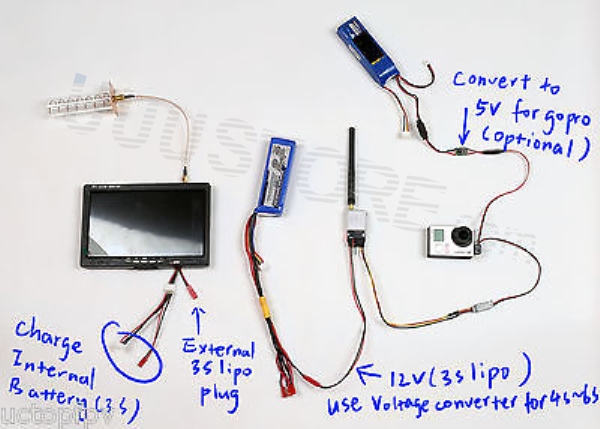 Convert to
5V for gopro
(optional)
charge
Internal
Battery (3S)
External
3S lipo
plug
12V (3s lipo)
use Voltage converter for 4s~6s
uctoptov